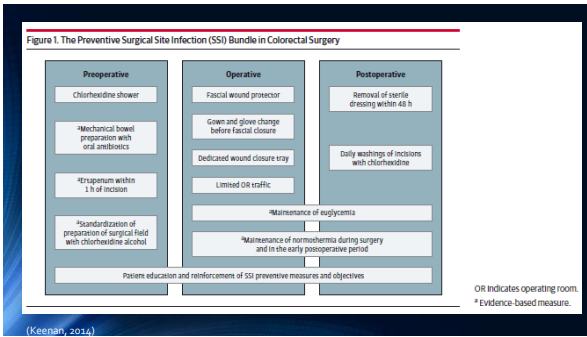 Figure 1. The Preventive Surgical Site Infection (SSI) Bundle in Colorectal Surgery
Preoperative
Chlorhexidine shower
aMechanical bowel
preparation with
oral antibiotics
aErtapenum within
1 h of incision
aStandardization of
preparation of surgical field
with chlorhexidine alcohol
Operative
Fascial wound protector
Gown and glove change
before fascial closure
Dedicated wound closure tray
Limited OR traffic
Postoperative
Removal of sterile
dressing within 48 h
Daily washings of incisions
with chlorhexidine
aMaintenance of euglycemia
aMaintenance of normothermia during surgery
and in the early postoperative period
Patient education and reinforcement of SSI preventive measures and objectives
OR indicates operating room.
a Evidence-based measure.
(Keenan, 2014)